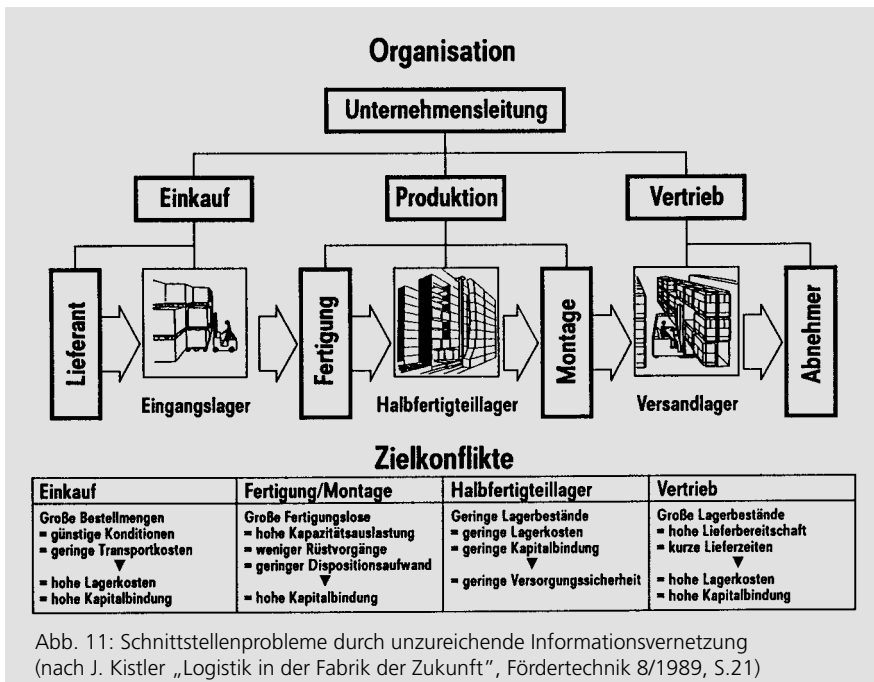 Organisation
Unternehmensleitung
Einkauf
Produktion
Vertrieb
Lieferant
Eingangslager
Fertigung
Halbfertigteillager
Montage
Versandlager
Abnehmer
Zielkonflikte
Einkauf
Große Bestellmengen
= günstige Konditionen
= geringe Transportkosten
= hohe Lagerkosten
= hohe Kapitalbindung
Fertigung/Montage
Große Fertigungslose
= hohe Kapazitätsauslastung
= weniger Rüstvorgänge
= geringer Dispositionsaufwand
= hohe Kapitalbindung
Halbfertigteillager
Geringe Lagerbestände
= geringe Lagerkosten
= geringe Kapitalbindung
= geringe Versorgungssicherheit
Vertrieb
Große Lagerbestände
= hohe Lieferbereitschaft
= kurze Lieferzeiten
= hohe Lagerkosten
= hohe Kapitalbindung
Abb. 11: Schnittstellenprobleme durch unzureichende Informationsvernetzung
(nach J. Kistler „Logistik in der Fabrik der Zukunft”, Fördertechnik 8/1989, S.21)